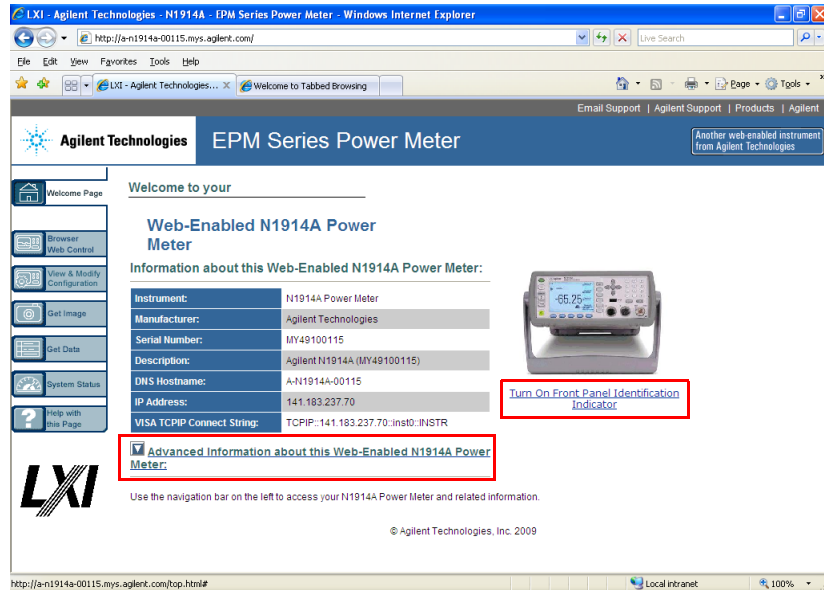 LXI - Agilent Technologies - N1914A - EPM Series Power Meter - Windows Internet Explorer
http://a-n1914a-00115.mys.agilent.com/
Live Search
File Edit View Favorites Tools Help
LXI - Agilent Technologies... X
Welcome to Tabbed Browsing
Page
Tools
Email Support | Agilent Support | Products | Agilent
Agilent Technologies
EPM Series Power Meter
Another web-enabled instrument
from Agilent Technologies
Welcome Page
Browser
Web Control
View & Modify
Configuration
Get Image
Get Data
System Status
Help with
this Page
LXI
Welcome to your
Web-Enabled N1914A Power
Meter
Information about this Web-Enabled N1914A Power Meter:
Instrument: N1914A Power Meter
Manufacturer: Agilent Technologies
Serial Number: MY49100115
Description: Agilent N1914A (MY49100115)
DNS Hostname: A-N1914A-00115
IP Address: 141.183.237.70
VISA TCPIP Connect String: TCPIP::141.183.237.70::inst0::INSTR
-65.25
Turn On Front Panel Identification
Indicator
Advanced Information about this Web-Enabled N1914A Power
Meter:
Use the navigation bar on the left to access your N1914A Power Meter and related information.
© Agilent Technologies, Inc. 2009
http://a-n1914a-00115.mys.agilent.com/top.html#
Local intranet
100%